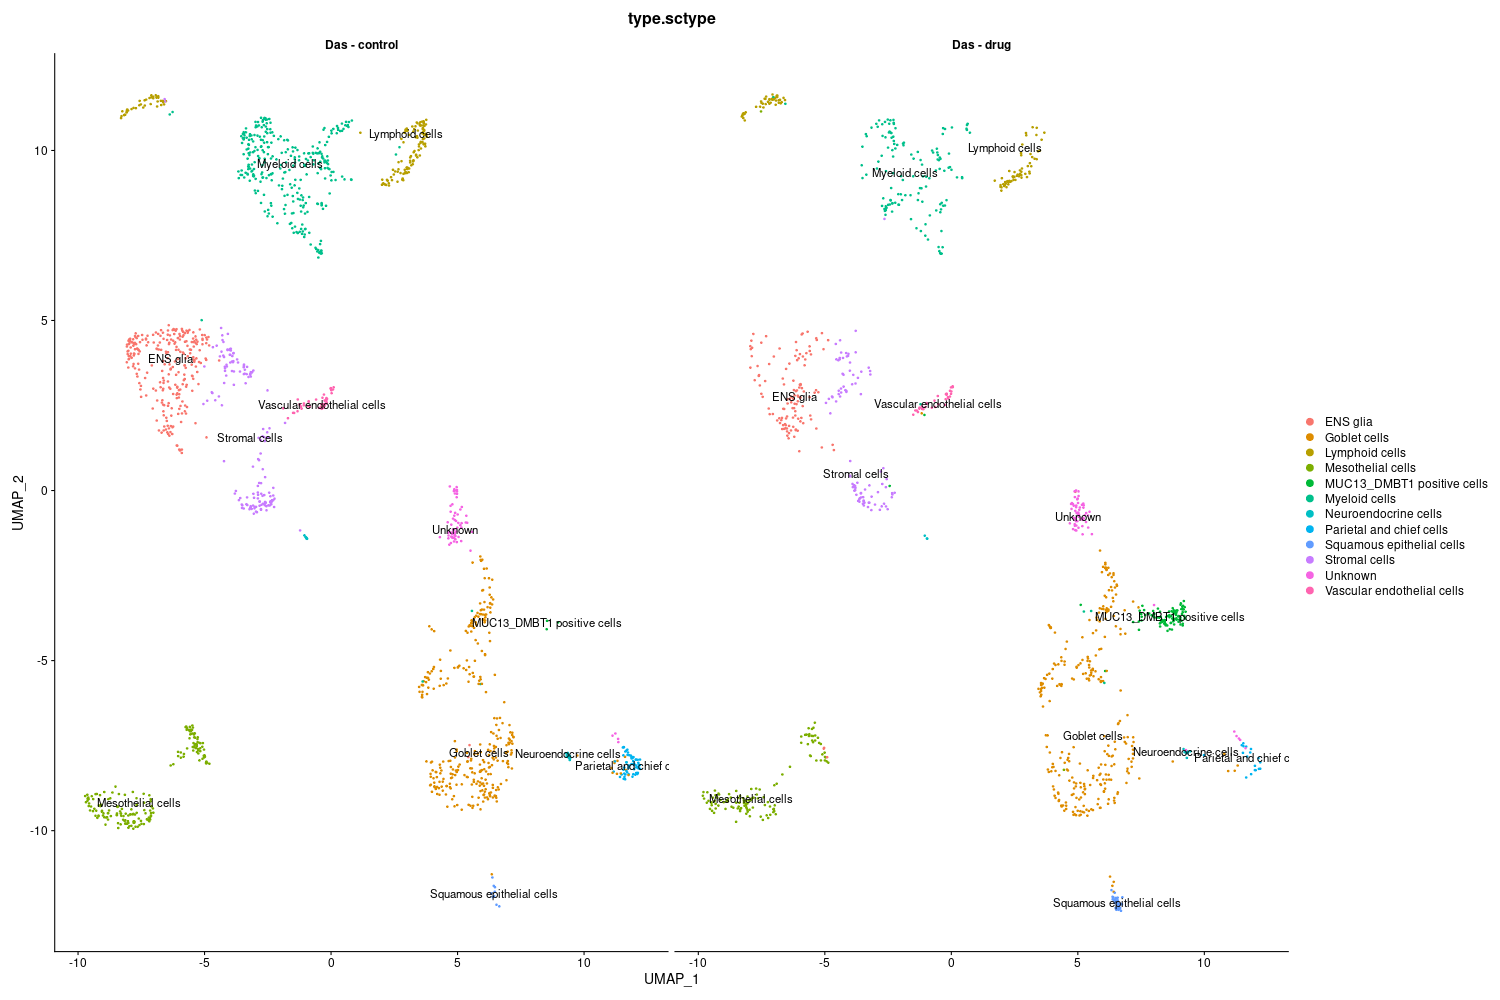 type.sctype
Das - control
Das - drug
UMAP_2
10
5
0
-5
-10
Lymphoid cells
Myeloid cells
ENS glia
Vascular endothelial cells
Stromal cells
Unknown
MUC13_DMBT1 positive cells
Goblet cells
Neuroendocrine cells
Parietal and chief c
Mesothelial cells
Squamous epithelial cells
-10
-5
0
5
10
Lymphoid cells
Myeloid cells
ENS glia
Vascular endothelial cells
Stromal cells
Unknown
MUC13_DMBT1 positive cells
Goblet cells
Neuroendocrine cells
Parietal and chief c
Mesothelial cells
Squamous epithelial cells
-10
-5
0
5
10
UMAP_1
ENS glia
Goblet cells
Lymphoid cells
Mesothelial cells
MUC13_DMBT1 positive cells
Myeloid cells
Neuroendocrine cells
Parietal and chief cells
Squamous epithelial cells
Stromal cells
Unknown
Vascular endothelial cells